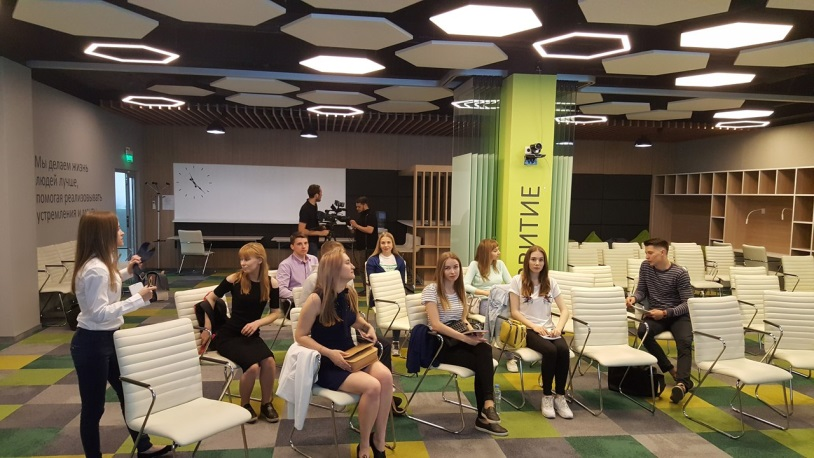 Мы делаем жизнь
людей лучше,
помогая реализовывать
устремления и